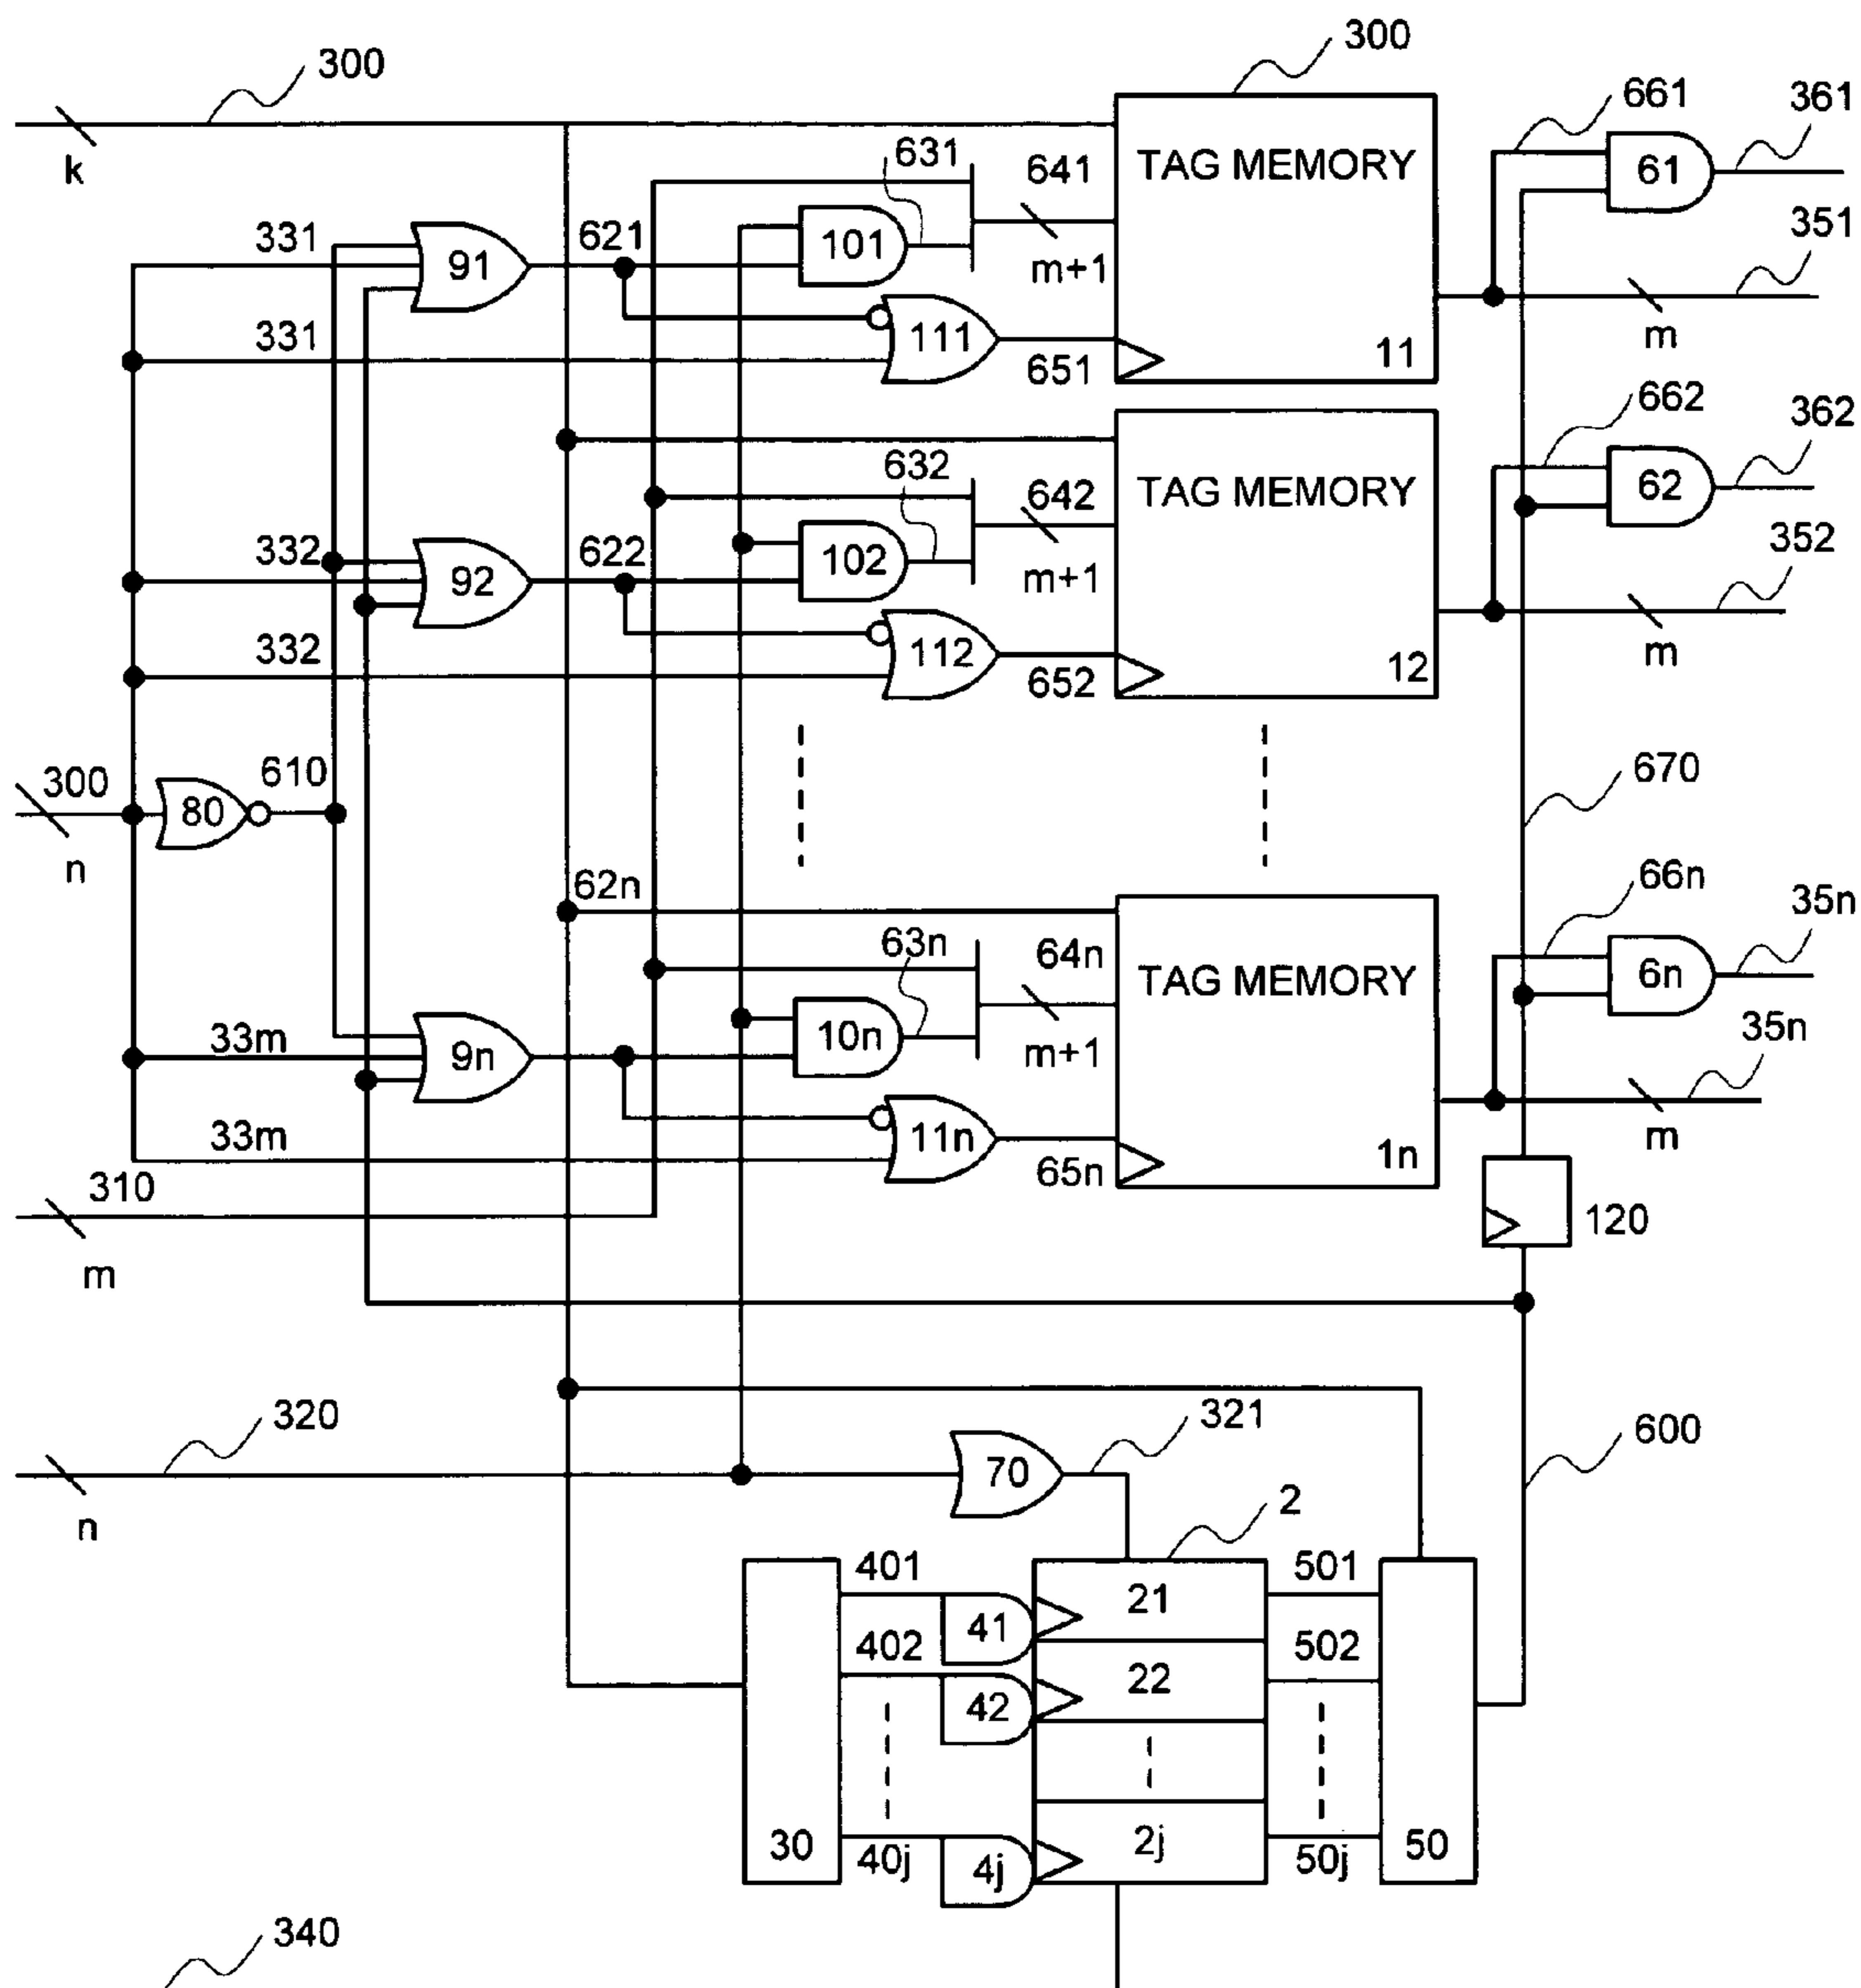 300
300
k
TAG MEMORY
631
641
661
361
61
331
91
621
101
m+1
351
331
111
651
11
m
662
362
TAG MEMORY
632
642
62
332
92
622
102
m+1
352
332
112
652
12
m
300
80
610
n
670
62n
66n
35n
TAG MEMORY
63n
64n
6n
33m
9n
10n
m+1
35n
33m
11n
65n
1n
m
310
m
120
320
n
70
321
600
2
401
41
21
501
402
42
22
502
30
40j
4j
2j
50j
50
340